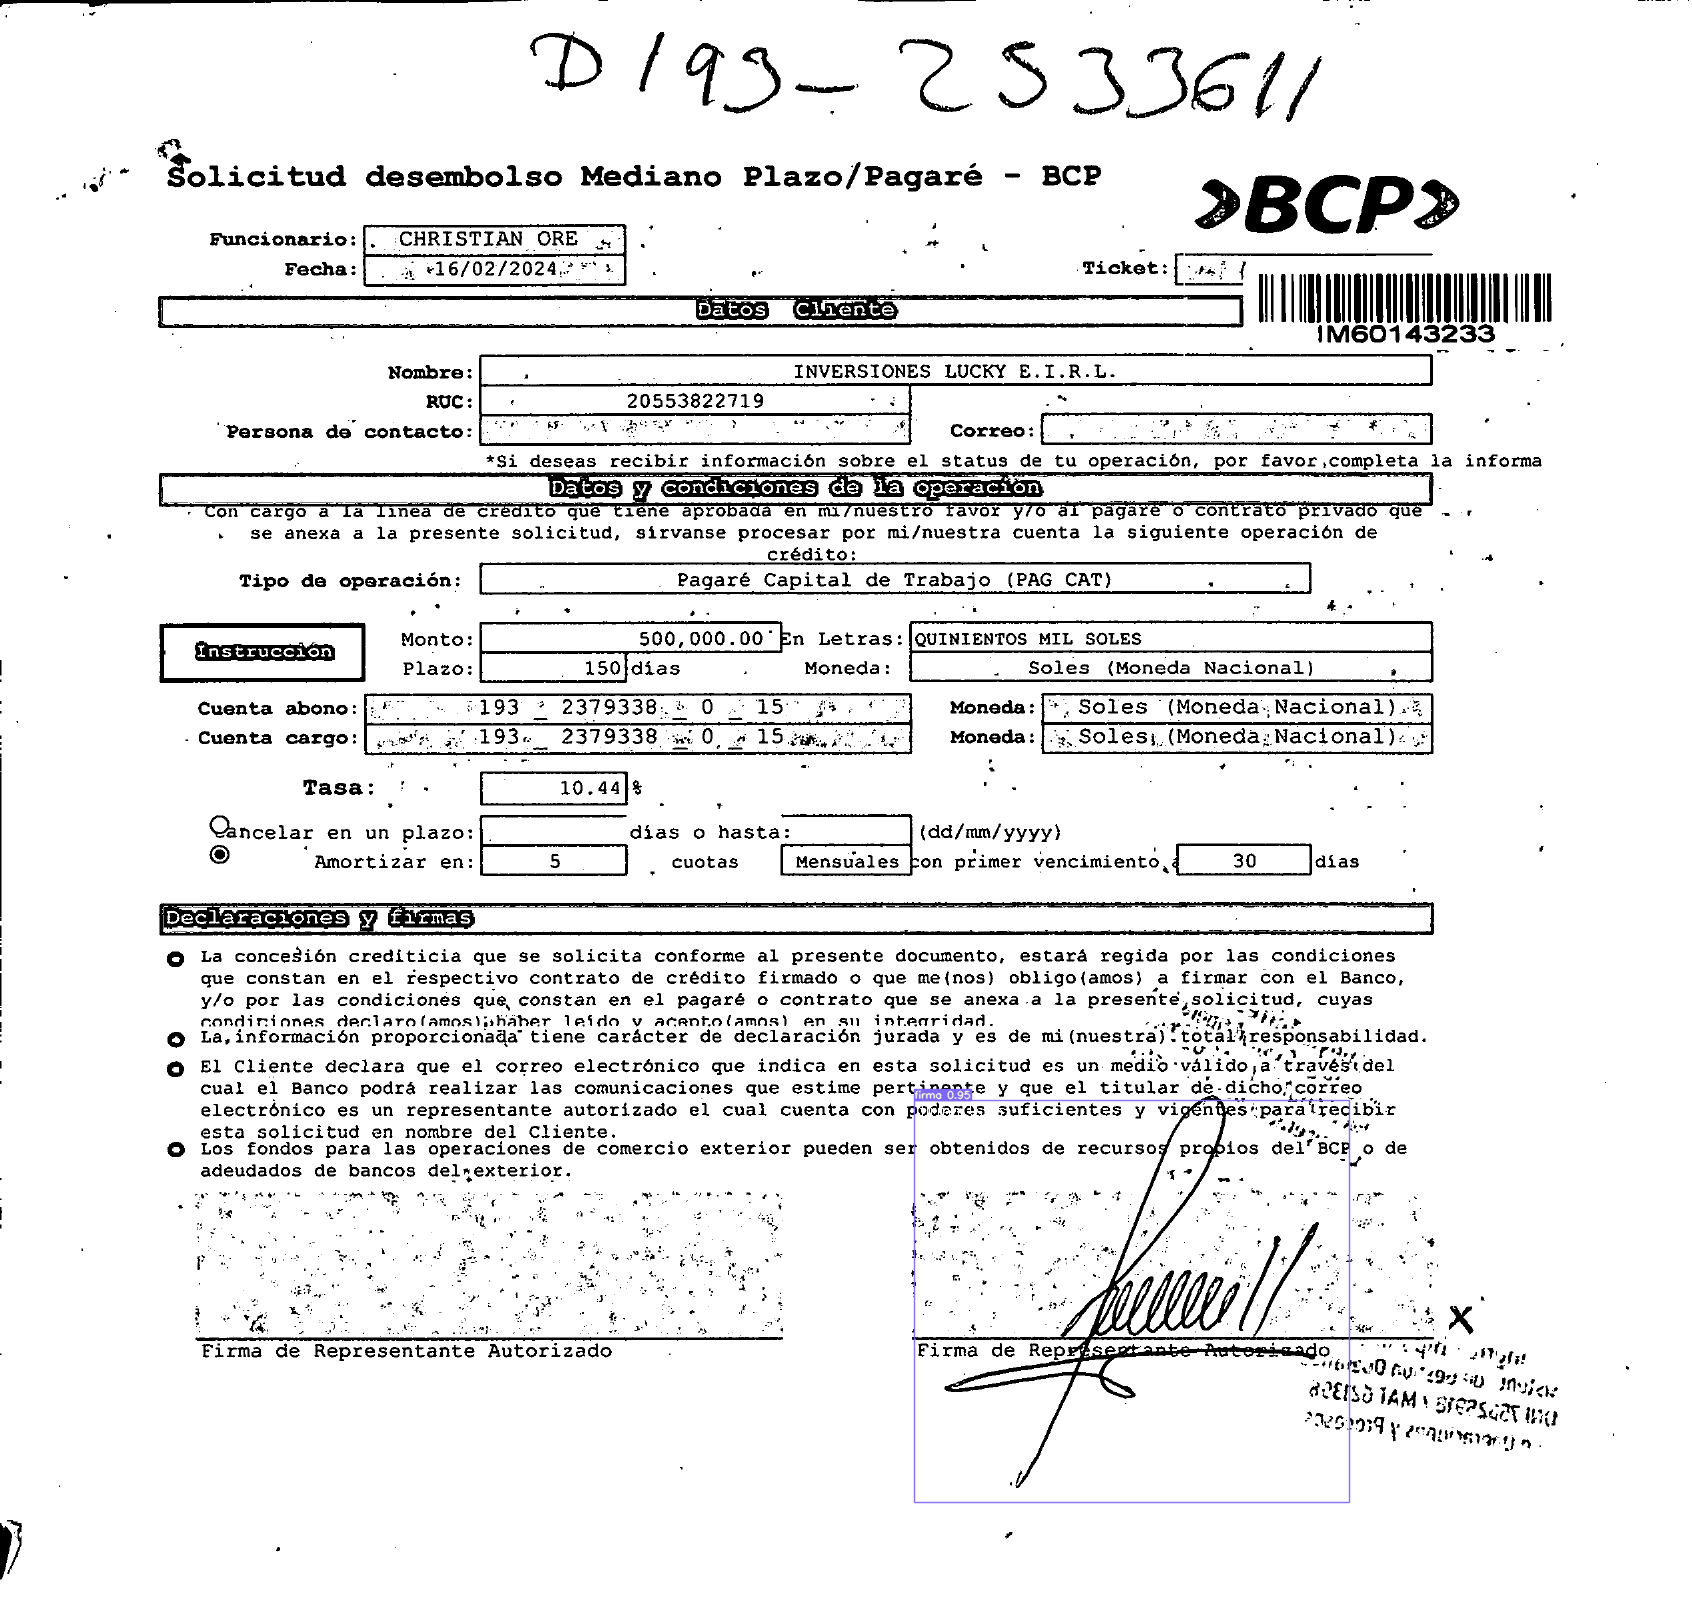 D193-2533611
Solicitud desembolso Mediano Plazo/Pagaré - BCP
BCP
Funcionario: CHRISTIAN ORE
Fecha: 16/02/2024
Ticket:
IM60143233
Datos Cliente
Nombre: INVERSIONES LUCKY E.I.R.L.
RUC: 20553822719
Persona de contacto: Correo:
*Si deseas recibir información sobre el status de tu operación, por favor completa la informa
Datos y condiciones de la operación
Con cargo a la línea de crédito que tiene aprobada en mi/nuestro favor y/o al pagaré o contrato privado que
se anexa a la presente solicitud, sírvanse procesar por mi/nuestra cuenta la siguiente operación de
crédito:
Tipo de operación: Pagaré Capital de Trabajo (PAG CAT)
Instrucción
Monto: 500,000.00 En Letras: QUINIENTOS MIL SOLES
Plazo: 150 días Moneda: Soles (Moneda Nacional)
Cuenta abono: 193 _ 2379338 _ 0 _ 15 Moneda: Soles (Moneda Nacional)
Cuenta cargo: 193 _ 2379338 _ 0 _ 15 Moneda: Soles (Moneda Nacional)
Tasa: 10.44 %
Cancelar en un plazo: días o hasta: (dd/mm/yyyy)
Amortizar en: 5 cuotas Mensuales con primer vencimiento a 30 días
Declaraciones y firmas
La concesión crediticia que se solicita conforme al presente documento, estará regida por las condiciones
que constan en el respectivo contrato de crédito firmado o que me(nos) obligo(amos) a firmar con el Banco,
y/o por las condiciones que constan en el pagaré o contrato que se anexa a la presente solicitud, cuyas
condiciones declaro(amos) haber leído y acepto(amos) en su integridad.
La información proporcionada tiene carácter de declaración jurada y es de mi(nuestra) total responsabilidad.
El Cliente declara que el correo electrónico que indica en esta solicitud es un medio válido a través del
cual el Banco podrá realizar las comunicaciones que estime pertinente y que el titular de dicho correo
electrónico es un representante autorizado el cual cuenta con poderes suficientes y vigentes para recibir
esta solicitud en nombre del Cliente.
Los fondos para las operaciones de comercio exterior pueden ser obtenidos de recursos propios del BCP o de
adeudados de bancos del exterior.
firma 0.95
X
Firma de Representante Autorizado
Firma de Representante Autorizado